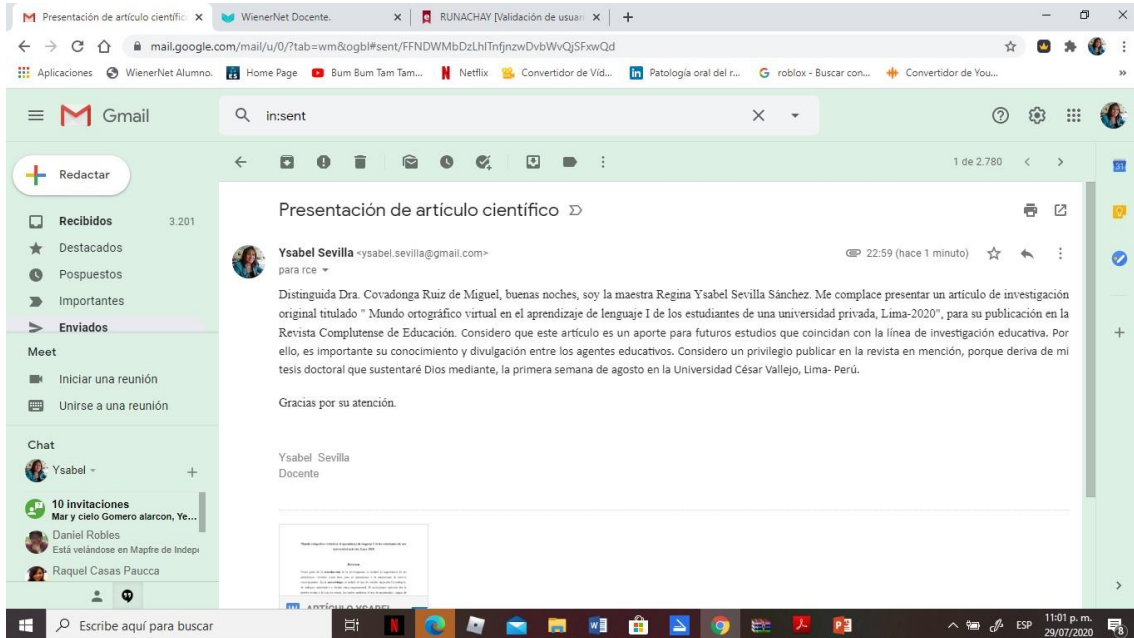 Presentación de artículo científic
WienerNet Docente.
RUNACHAY [Validación de usuari
mail.google.com/mail/u/0/?tab=wm&ogbl#sent/FFNDWMbDzLhlTnfjnzwDvbWvQjSFxwQd
Aplicaciones WienerNet Alumno. Home Page Bum Bum Tam Tam... Netflix Convertidor de Víd... Patología oral del r... roblox - Buscar con... Convertidor de You... »
Gmail
in:sent
Redactar
1 de 2.780
Recibidos 3.201
Destacados
Pospuestos
Importantes
Enviados
Meet
Iniciar una reunión
Unirse a una reunión
Chat
Ysabel
10 invitaciones
Mar y cielo Gomero alarcon, Ye...
Daniel Robles
Está velándose en Mapfre de Indepe
Raquel Casas Paucca
Presentación de artículo científico
Ysabel Sevilla <ysabel.sevilla@gmail.com>
22:59 (hace 1 minuto)
para rce
Distinguida Dra. Covadonga Ruiz de Miguel, buenas noches, soy la maestra Regina Ysabel Sevilla Sánchez. Me complace presentar un artículo de investigación
original titulado " Mundo ortográfico virtual en el aprendizaje de lenguaje I de los estudiantes de una universidad privada, Lima-2020", para su publicación en la
Revista Complutense de Educación. Considero que este artículo es un aporte para futuros estudios que coincidan con la línea de investigación educativa. Por
ello, es importante su conocimiento y divulgación entre los agentes educativos. Considero un privilegio publicar en la revista en mención, porque deriva de mi
tesis doctoral que sustentaré Dios mediante, la primera semana de agosto en la Universidad César Vallejo, Lima- Perú.
Gracias por su atención.
Ysabel Sevilla
Docente
ARTÍCULO YSABEL
Escribe aquí para buscar
ESP
11:01 p. m.
29/07/2020